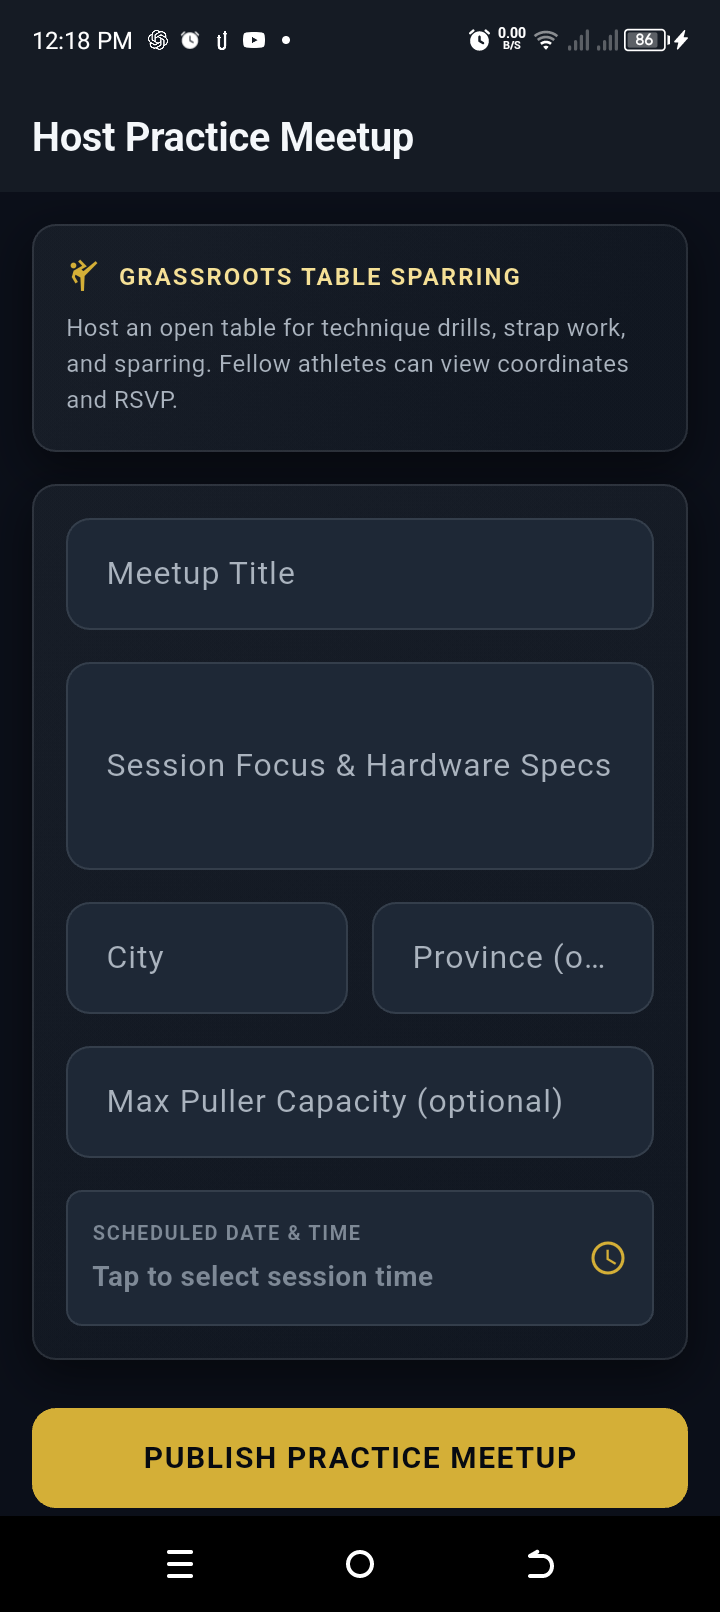 12:18 PM
0.00
B/S
86
Host Practice Meetup
GRASSROOTS TABLE SPARRING
Host an open table for technique drills, strap work,
and sparring. Fellow athletes can view coordinates
and RSVP.
Meetup Title
Session Focus & Hardware Specs
City
Province (o...
Max Puller Capacity (optional)
SCHEDULED DATE & TIME
Tap to select session time
PUBLISH PRACTICE MEETUP